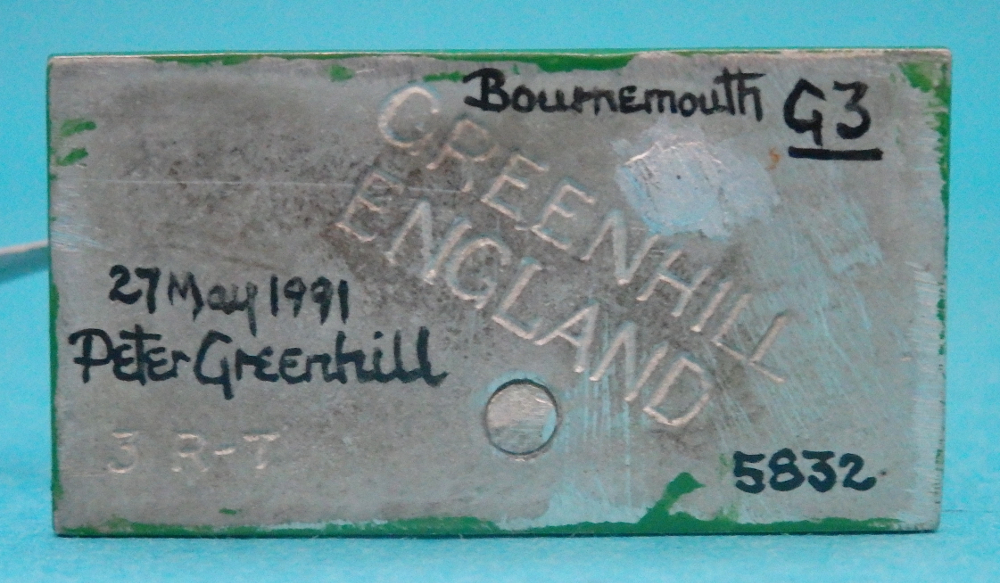 Bournemouth G3
GREENHILL
ENGLAND
27 May 1991
Peter Greenhill
3 R-T
5832